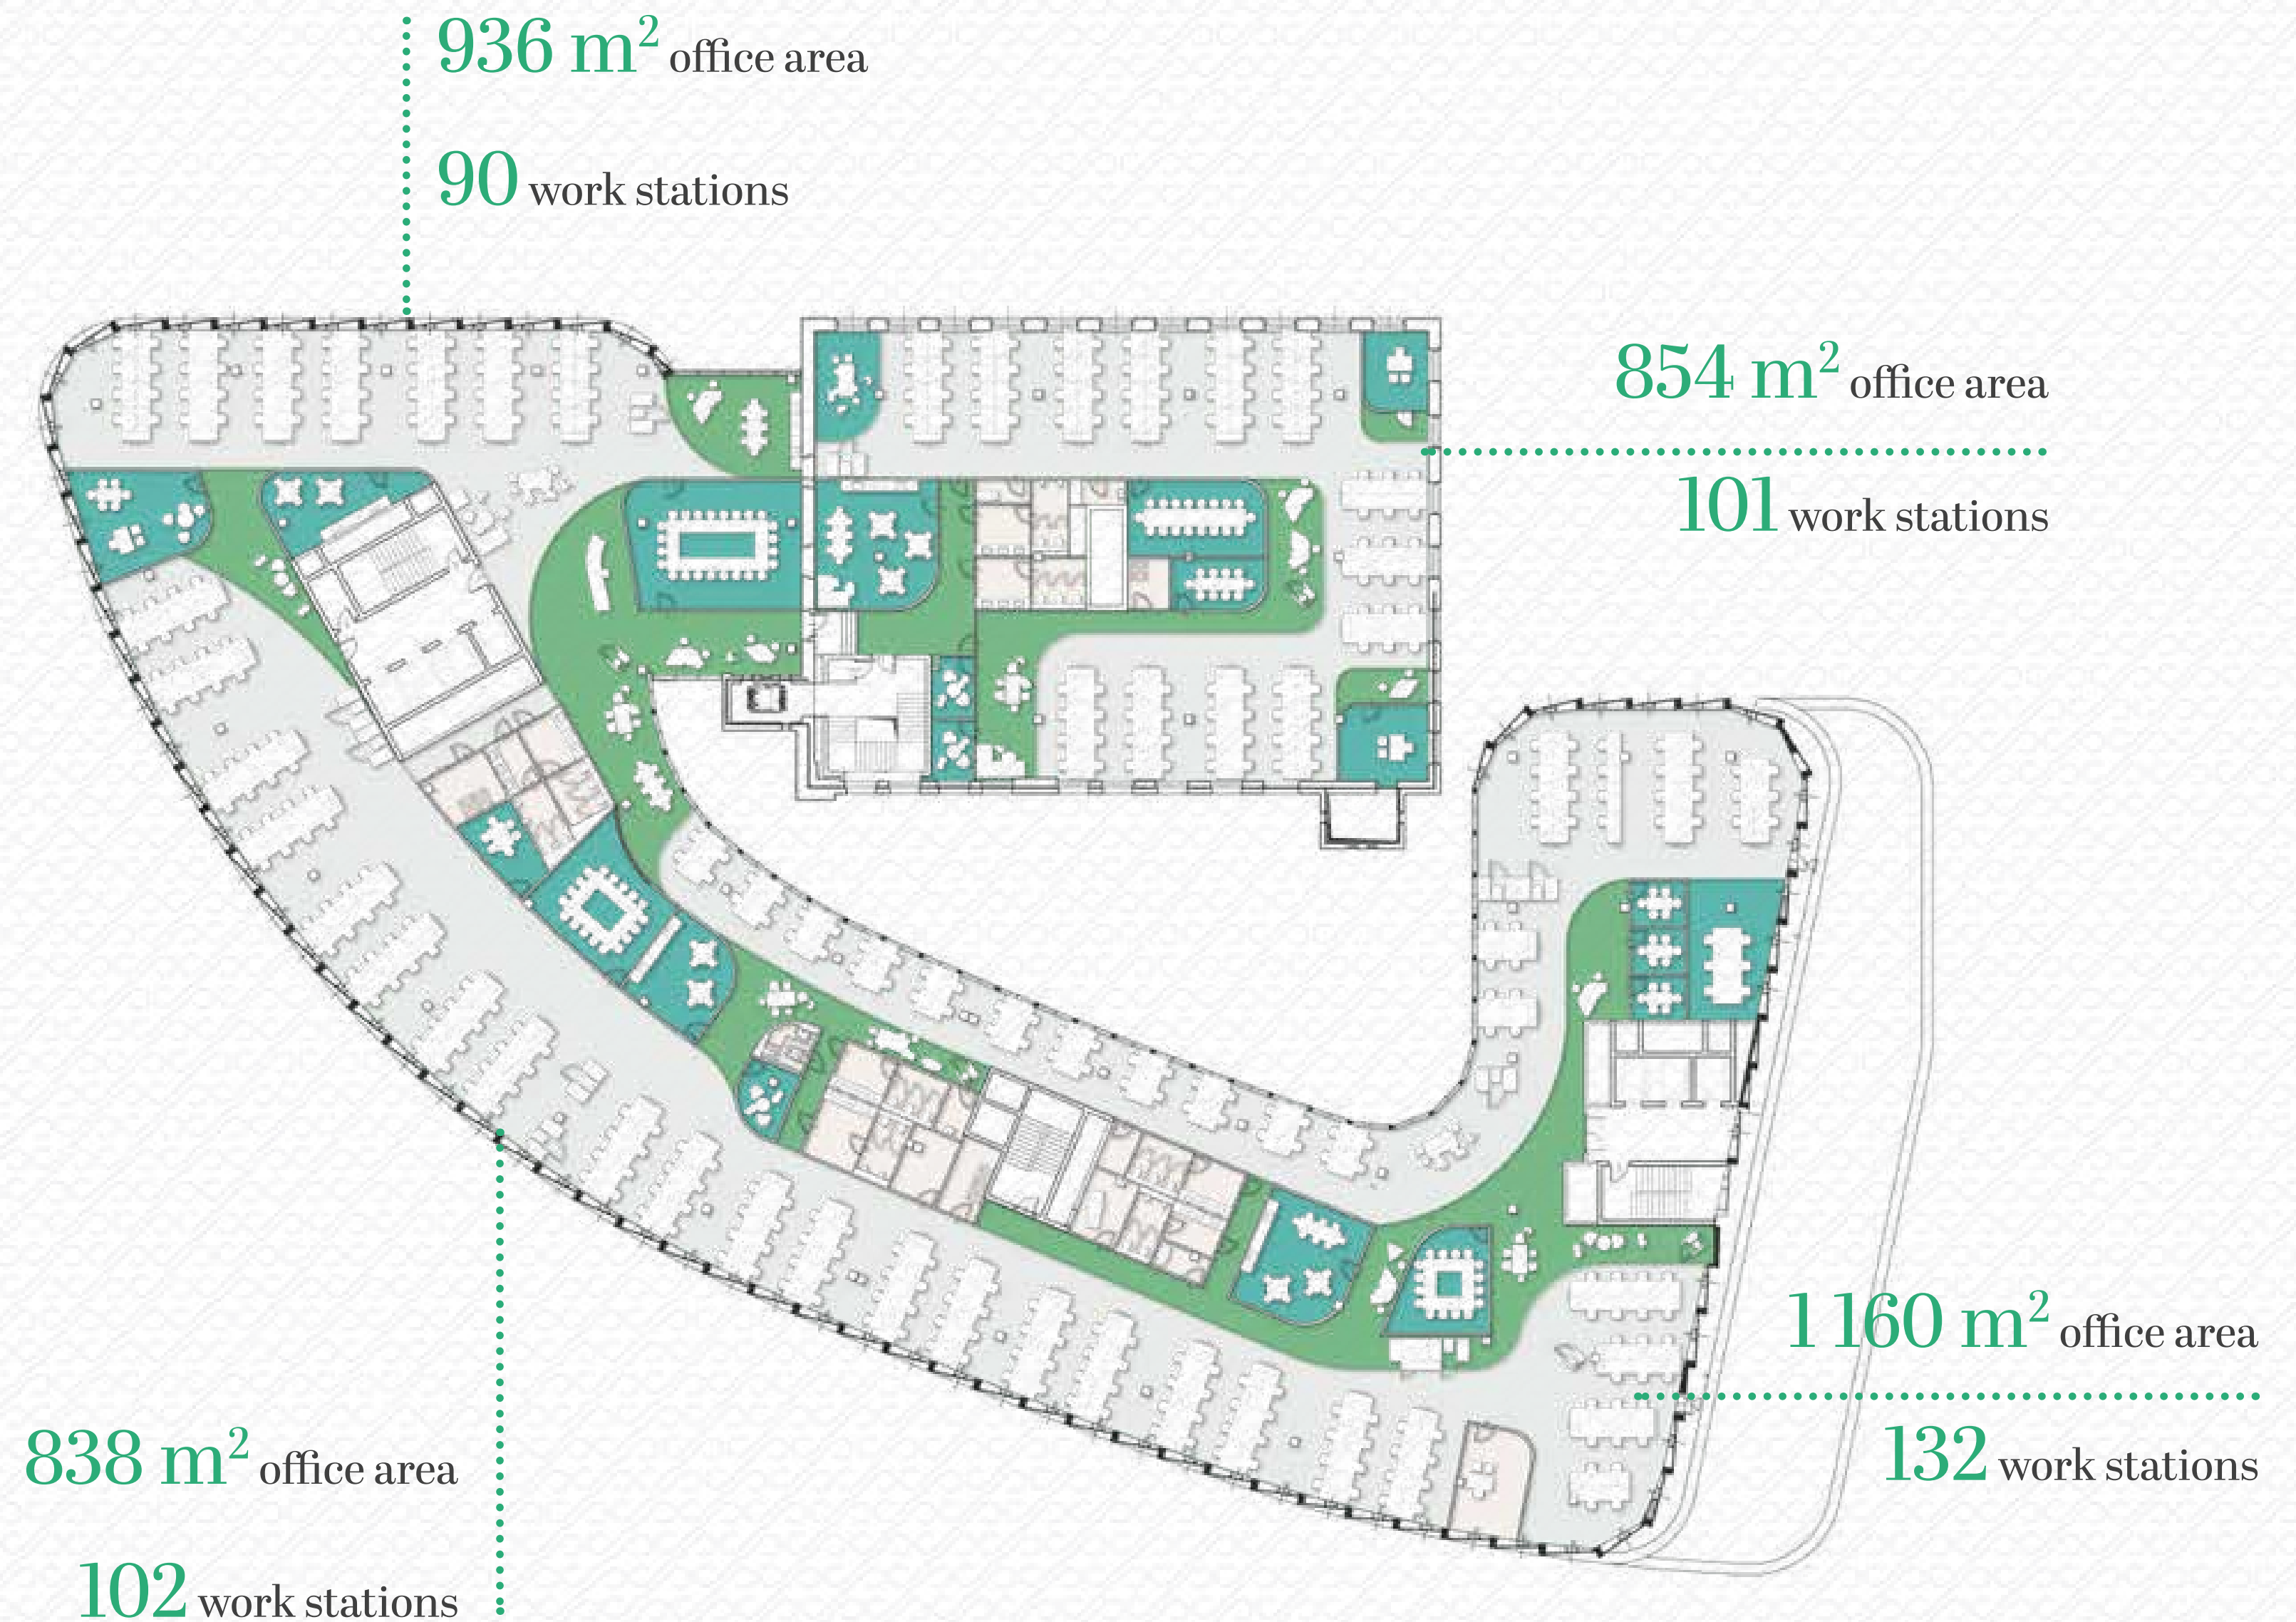 936 m² office area
90 work stations
854 m² office area
101 work stations
1 160 m² office area
132 work stations
838 m² office area
102 work stations